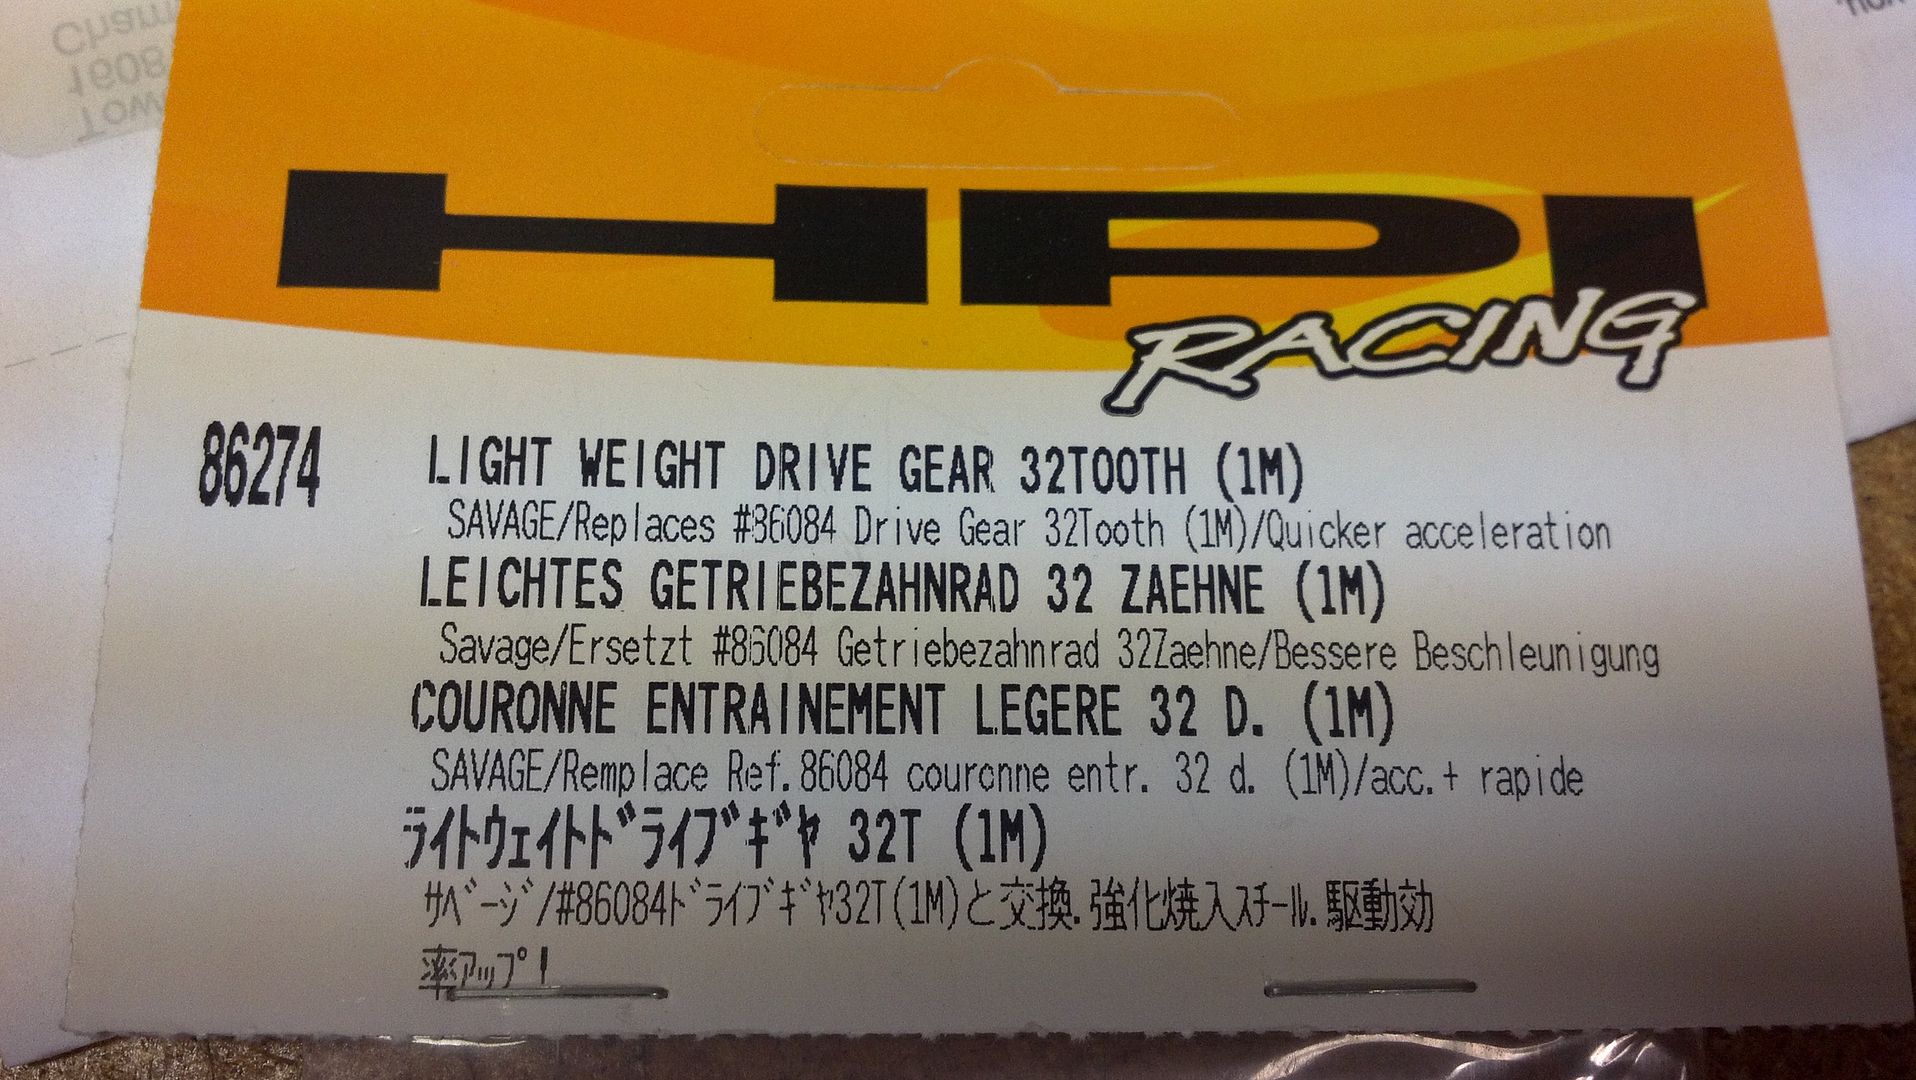 Cham
1608
Tow
HPI
RACING
86274
LIGHT WEIGHT DRIVE GEAR 32TOOTH (1M)
SAVAGE/Replaces #86084 Drive Gear 32Tooth (1M)/Quicker acceleration
LEICHTES GETRIEBEZAHNRAD 32 ZAEHNE (1M)
Savage/Ersetzt #86084 Getriebezahnrad 32Zaehne/Bessere Beschleunigung
COURONNE ENTRAINEMENT LEGERE 32 D. (1M)
SAVAGE/Remplace Ref.86084 couronne entr. 32 d. (1M)/acc.+ rapide
ﾗｲﾄｳｪｲﾄﾄﾞﾗｲﾌﾞｷﾞﾔ 32T (1M)
ｻﾍﾞｰｼﾞ/#86084ﾄﾞﾗｲﾌﾞｷﾞﾔ32T(1M)と交換.強化焼入ｽﾁｰﾙ.駆動効
率ｱｯﾌﾟ!